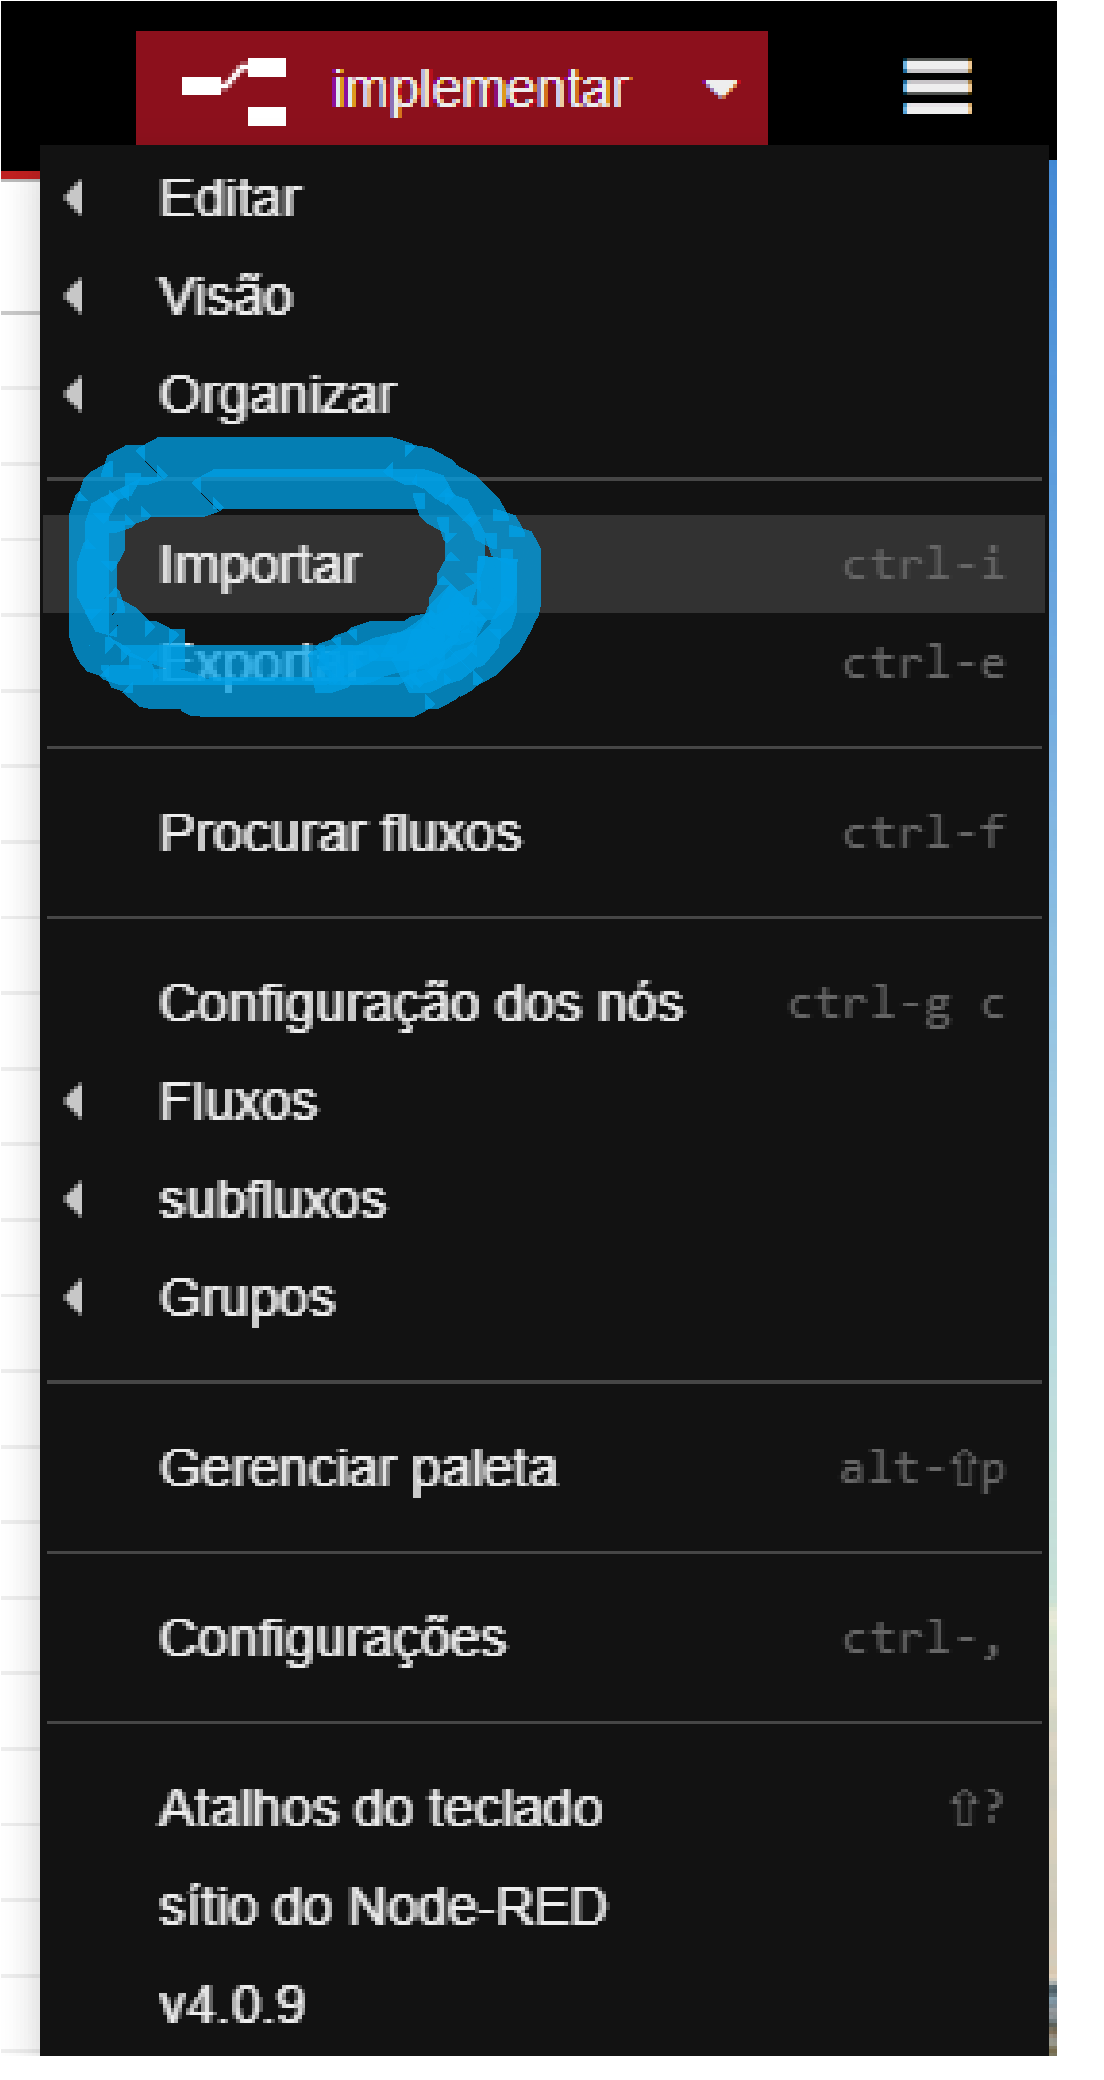 implementar
Editar
Visão
Organizar
Importar ctrl-i
Exportar ctrl-e
Procurar fluxos ctrl-f
Configuração dos nós ctrl-g c
Fluxos
subfluxos
Grupos
Gerenciar paleta alt-⇧p
Configurações ctrl-,
Atalhos do teclado ⇧?
sítio do Node-RED
v4.0.9